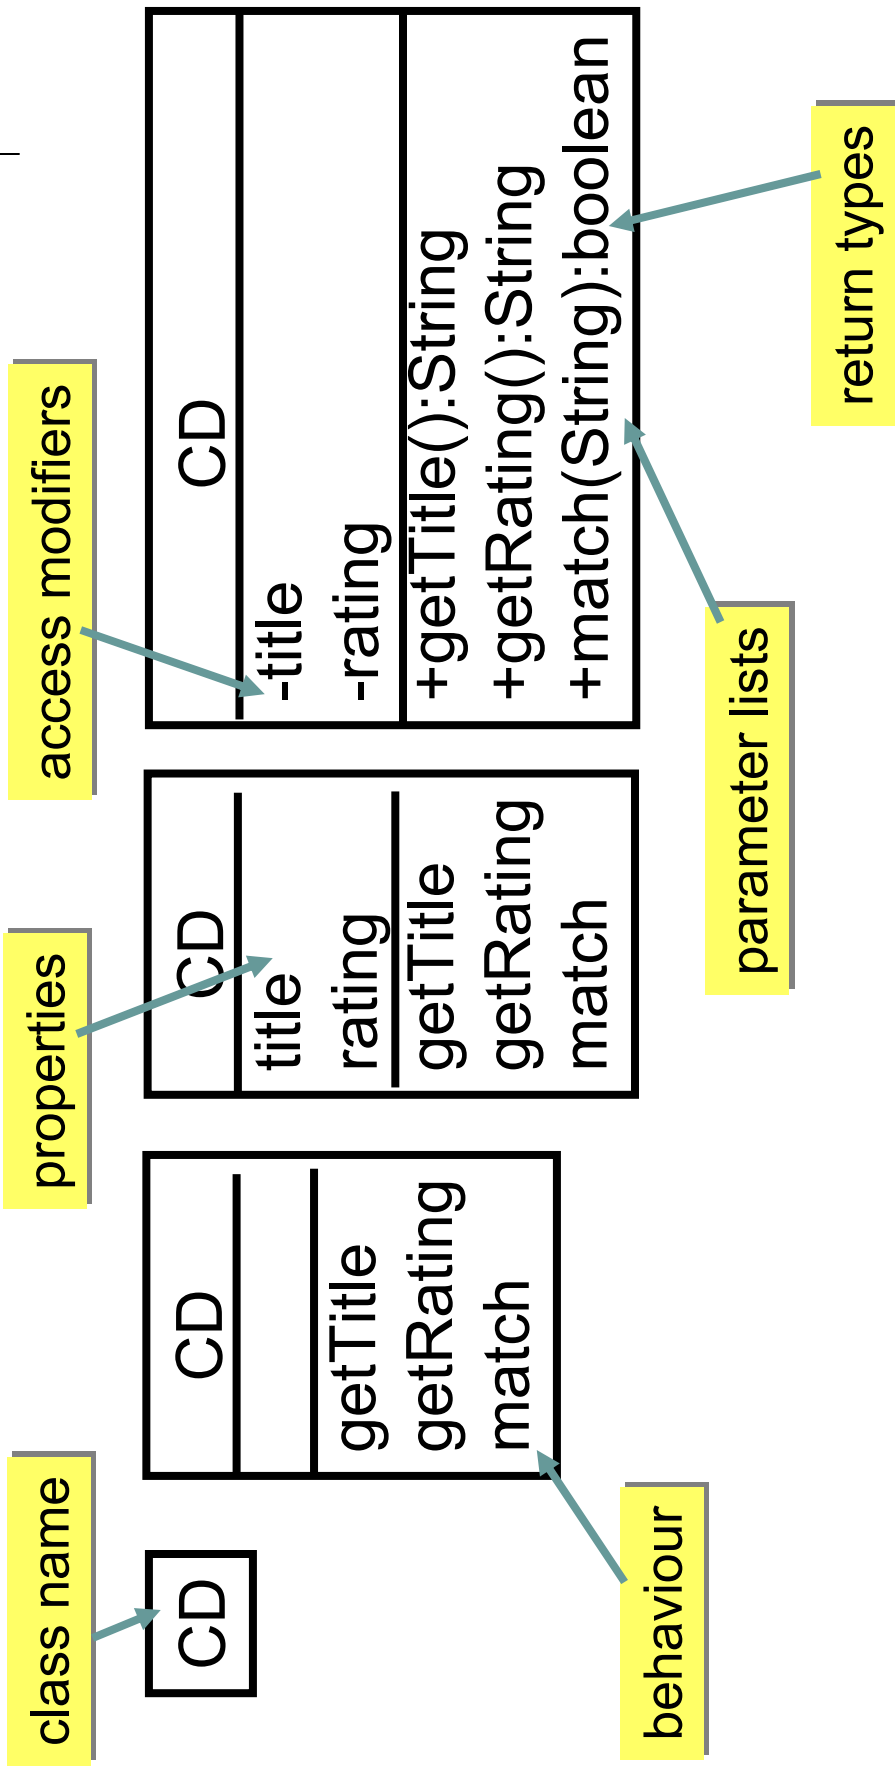 class name
properties
access modifiers
CD
CD
getTitle
getRating
match
CD
title
rating
getTitle
getRating
match
CD
-title
-rating
+getTitle():String
+getRating():String
+match(String):boolean
behaviour
parameter lists
return types